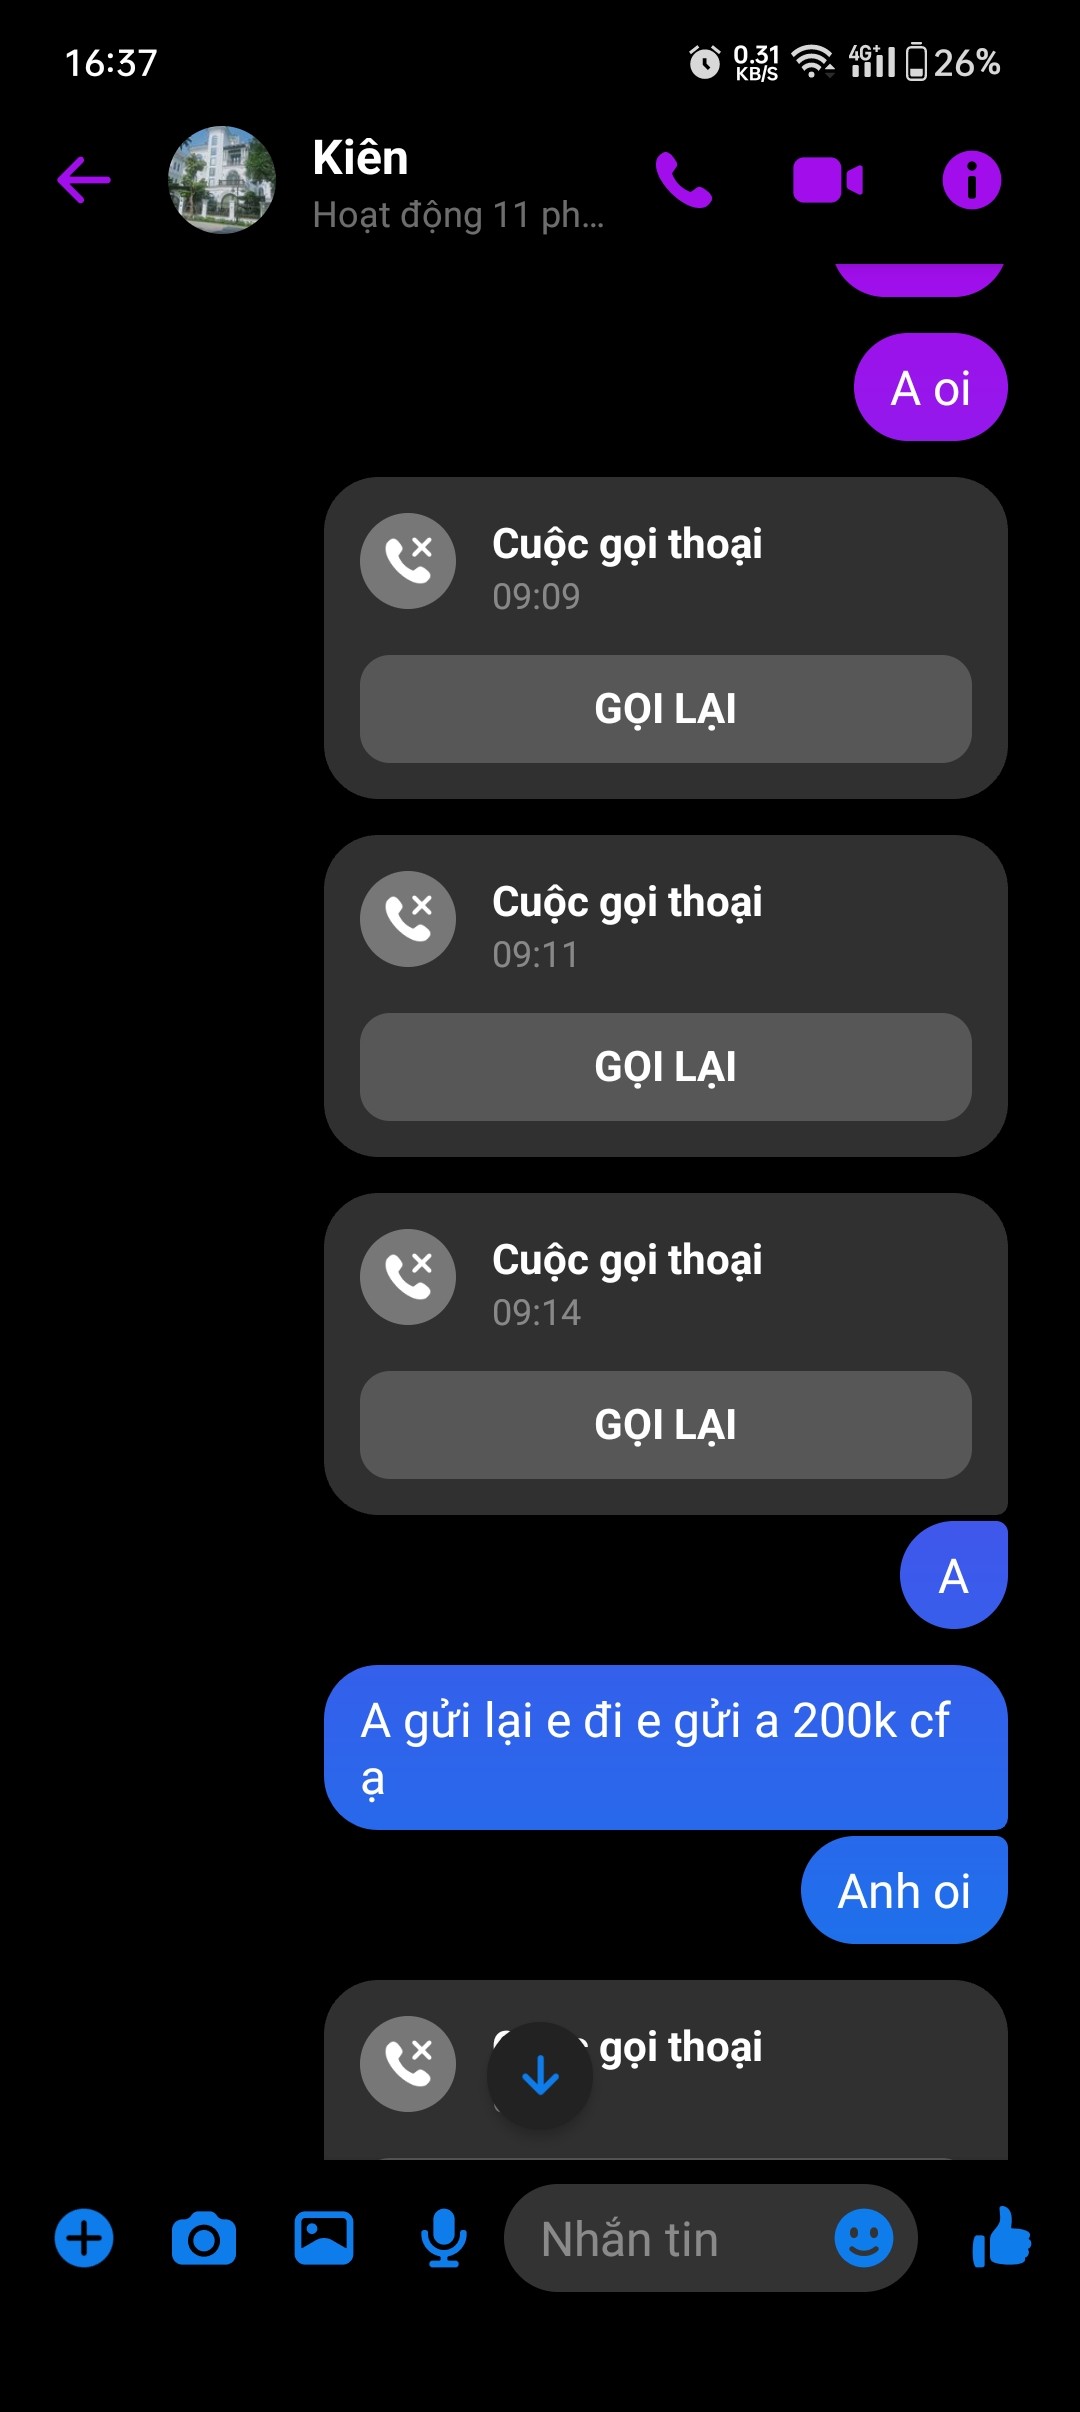 16:37
0.31
KB/S
4G+
26%
Kiên
Hoạt động 11 ph...
A oi
Cuộc gọi thoại
09:09
GỌI LẠI
Cuộc gọi thoại
09:11
GỌI LẠI
Cuộc gọi thoại
09:14
GỌI LẠI
A
A gửi lại e đi e gửi a 200k cf
ạ
Anh oi
gọi thoại
Nhắn tin